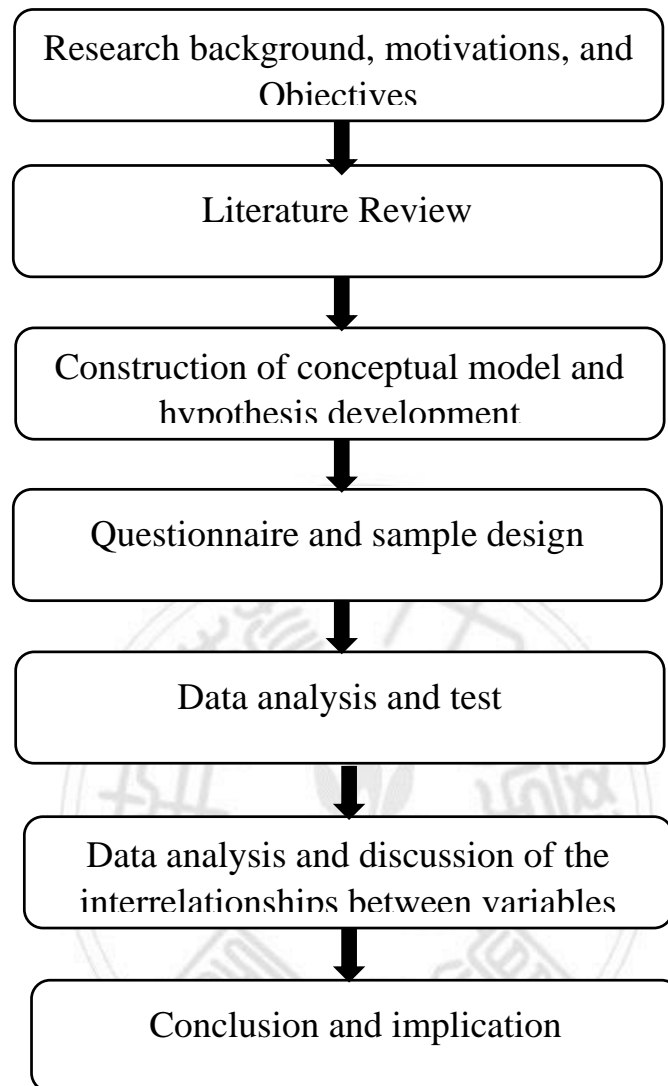 Research background, motivations, and
Objectives
Literature Review
Construction of conceptual model and
hypothesis development
Questionnaire and sample design
Data analysis and test
Data analysis and discussion of the
interrelationships between variables
Conclusion and implication